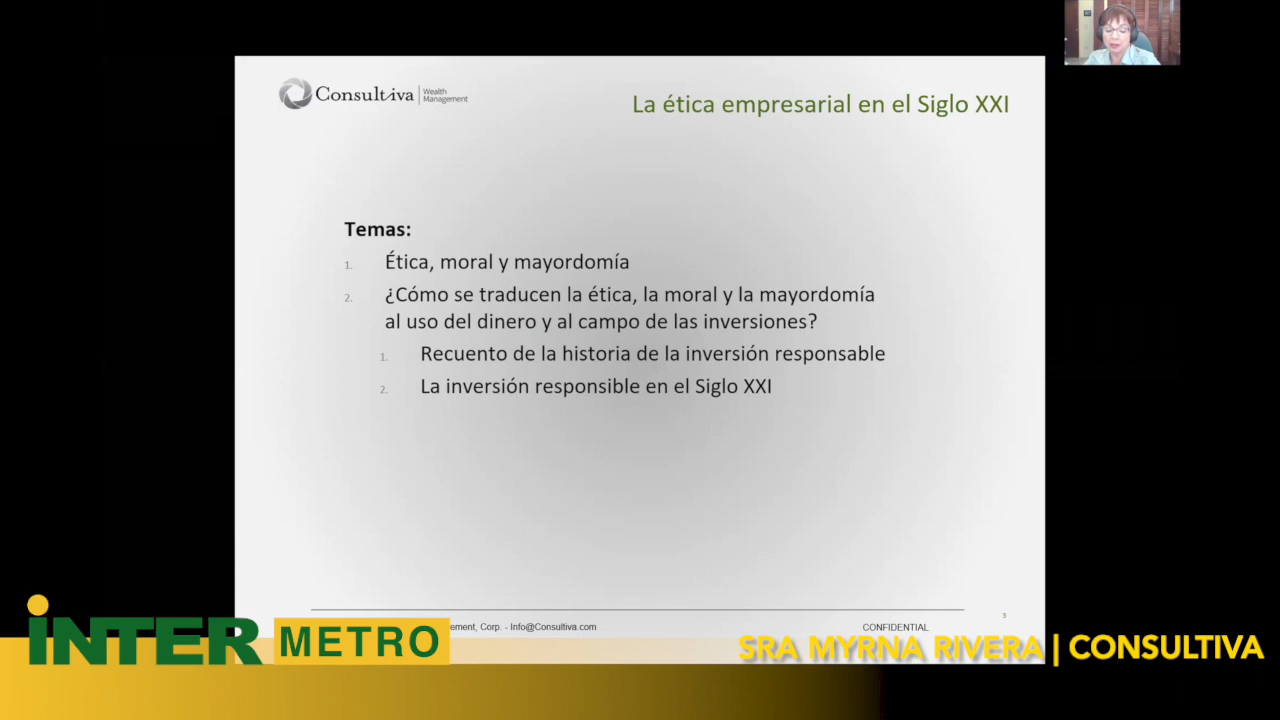 Consultiva Wealth
Management
La ética empresarial en el Siglo XXI
Temas:
1. Ética, moral y mayordomía
2. ¿Cómo se traducen la ética, la moral y la mayordomía
al uso del dinero y al campo de las inversiones?
1. Recuento de la historia de la inversión responsable
2. La inversión responsible en el Siglo XXI
3
ement, Corp. - Info@Consultiva.com
CONFIDENTIAL
iNTER METRO
SRA MYRNA RIVERA | CONSULTIVA